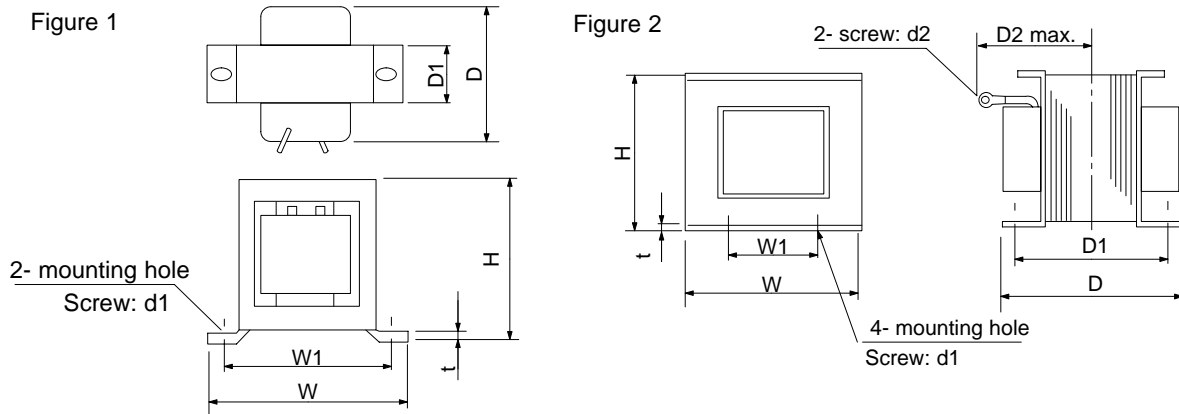 Figure 1
D1
D
2- mounting hole
Screw: d1
H
W1
t
W
Figure 2
2- screw: d2
D2 max.
H
t
W1
W
D1
D
4- mounting hole
Screw: d1